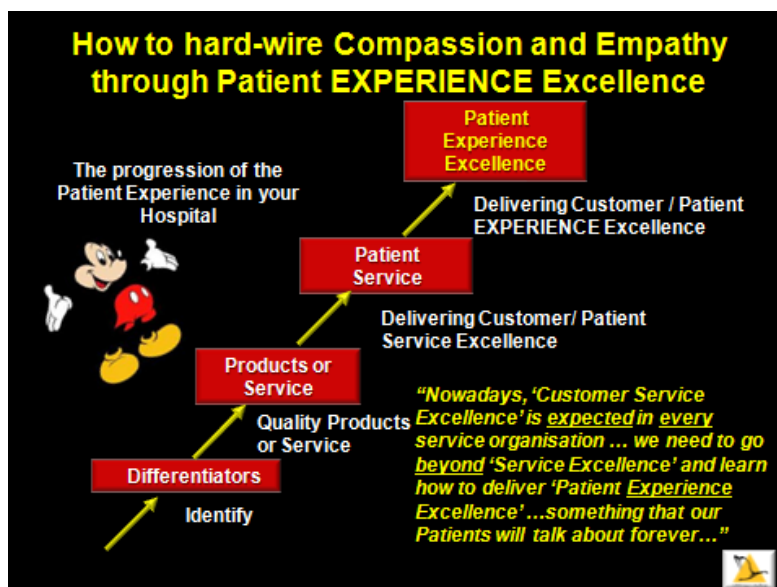 How to hard-wire Compassion and Empathy
through Patient EXPERIENCE Excellence
Patient
Experience
Excellence
The progression of the
Patient Experience in your
Hospital
Delivering Customer / Patient
EXPERIENCE Excellence
Patient
Service
Delivering Customer/ Patient
Service Excellence
Products or
Service
Quality Products
or Service
Differentiators
Identify
“Nowadays, ‘Customer Service
Excellence’ is expected in every
service organisation … we need to go
beyond ‘Service Excellence’ and learn
how to deliver ‘Patient Experience
Excellence’ …something that our
Patients will talk about forever…”